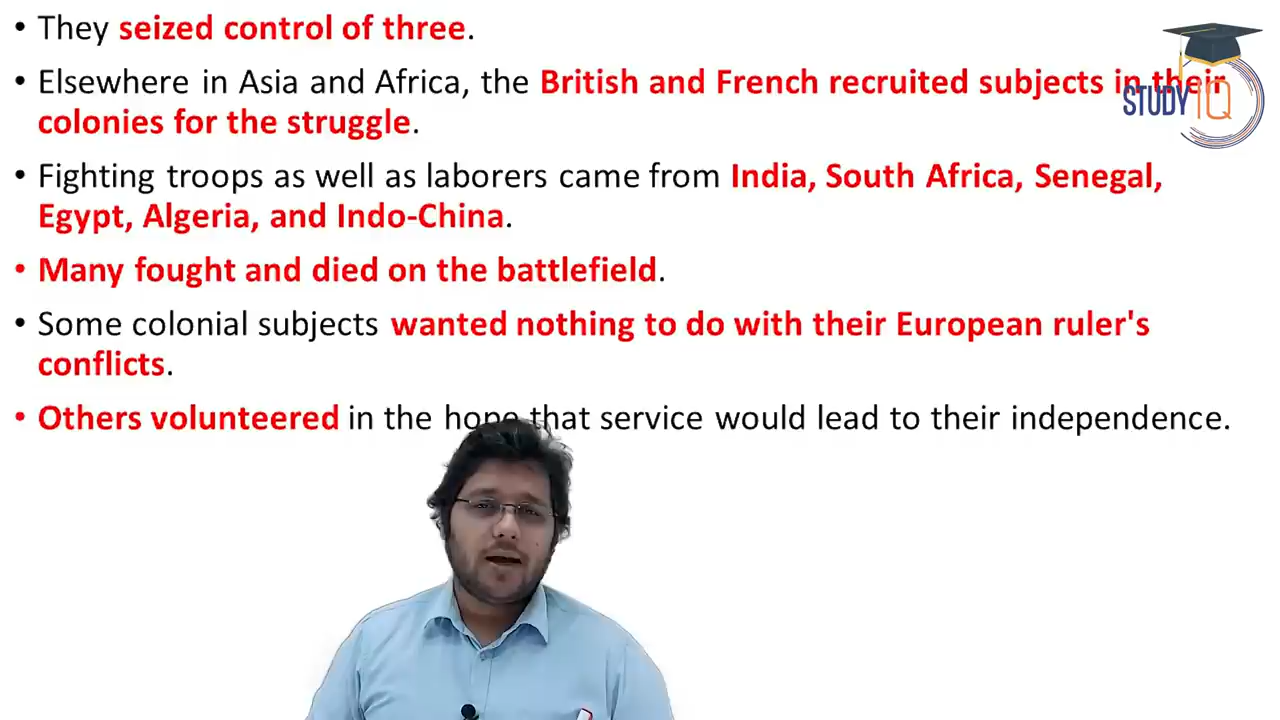 • They seized control of three.
• Elsewhere in Asia and Africa, the British and French recruited subjects in their
colonies for the struggle.
• Fighting troops as well as laborers came from India, South Africa, Senegal,
Egypt, Algeria, and Indo-China.
• Many fought and died on the battlefield.
• Some colonial subjects wanted nothing to do with their European ruler's
conflicts.
• Others volunteered in the hope that service would lead to their independence.
STUDY IQ